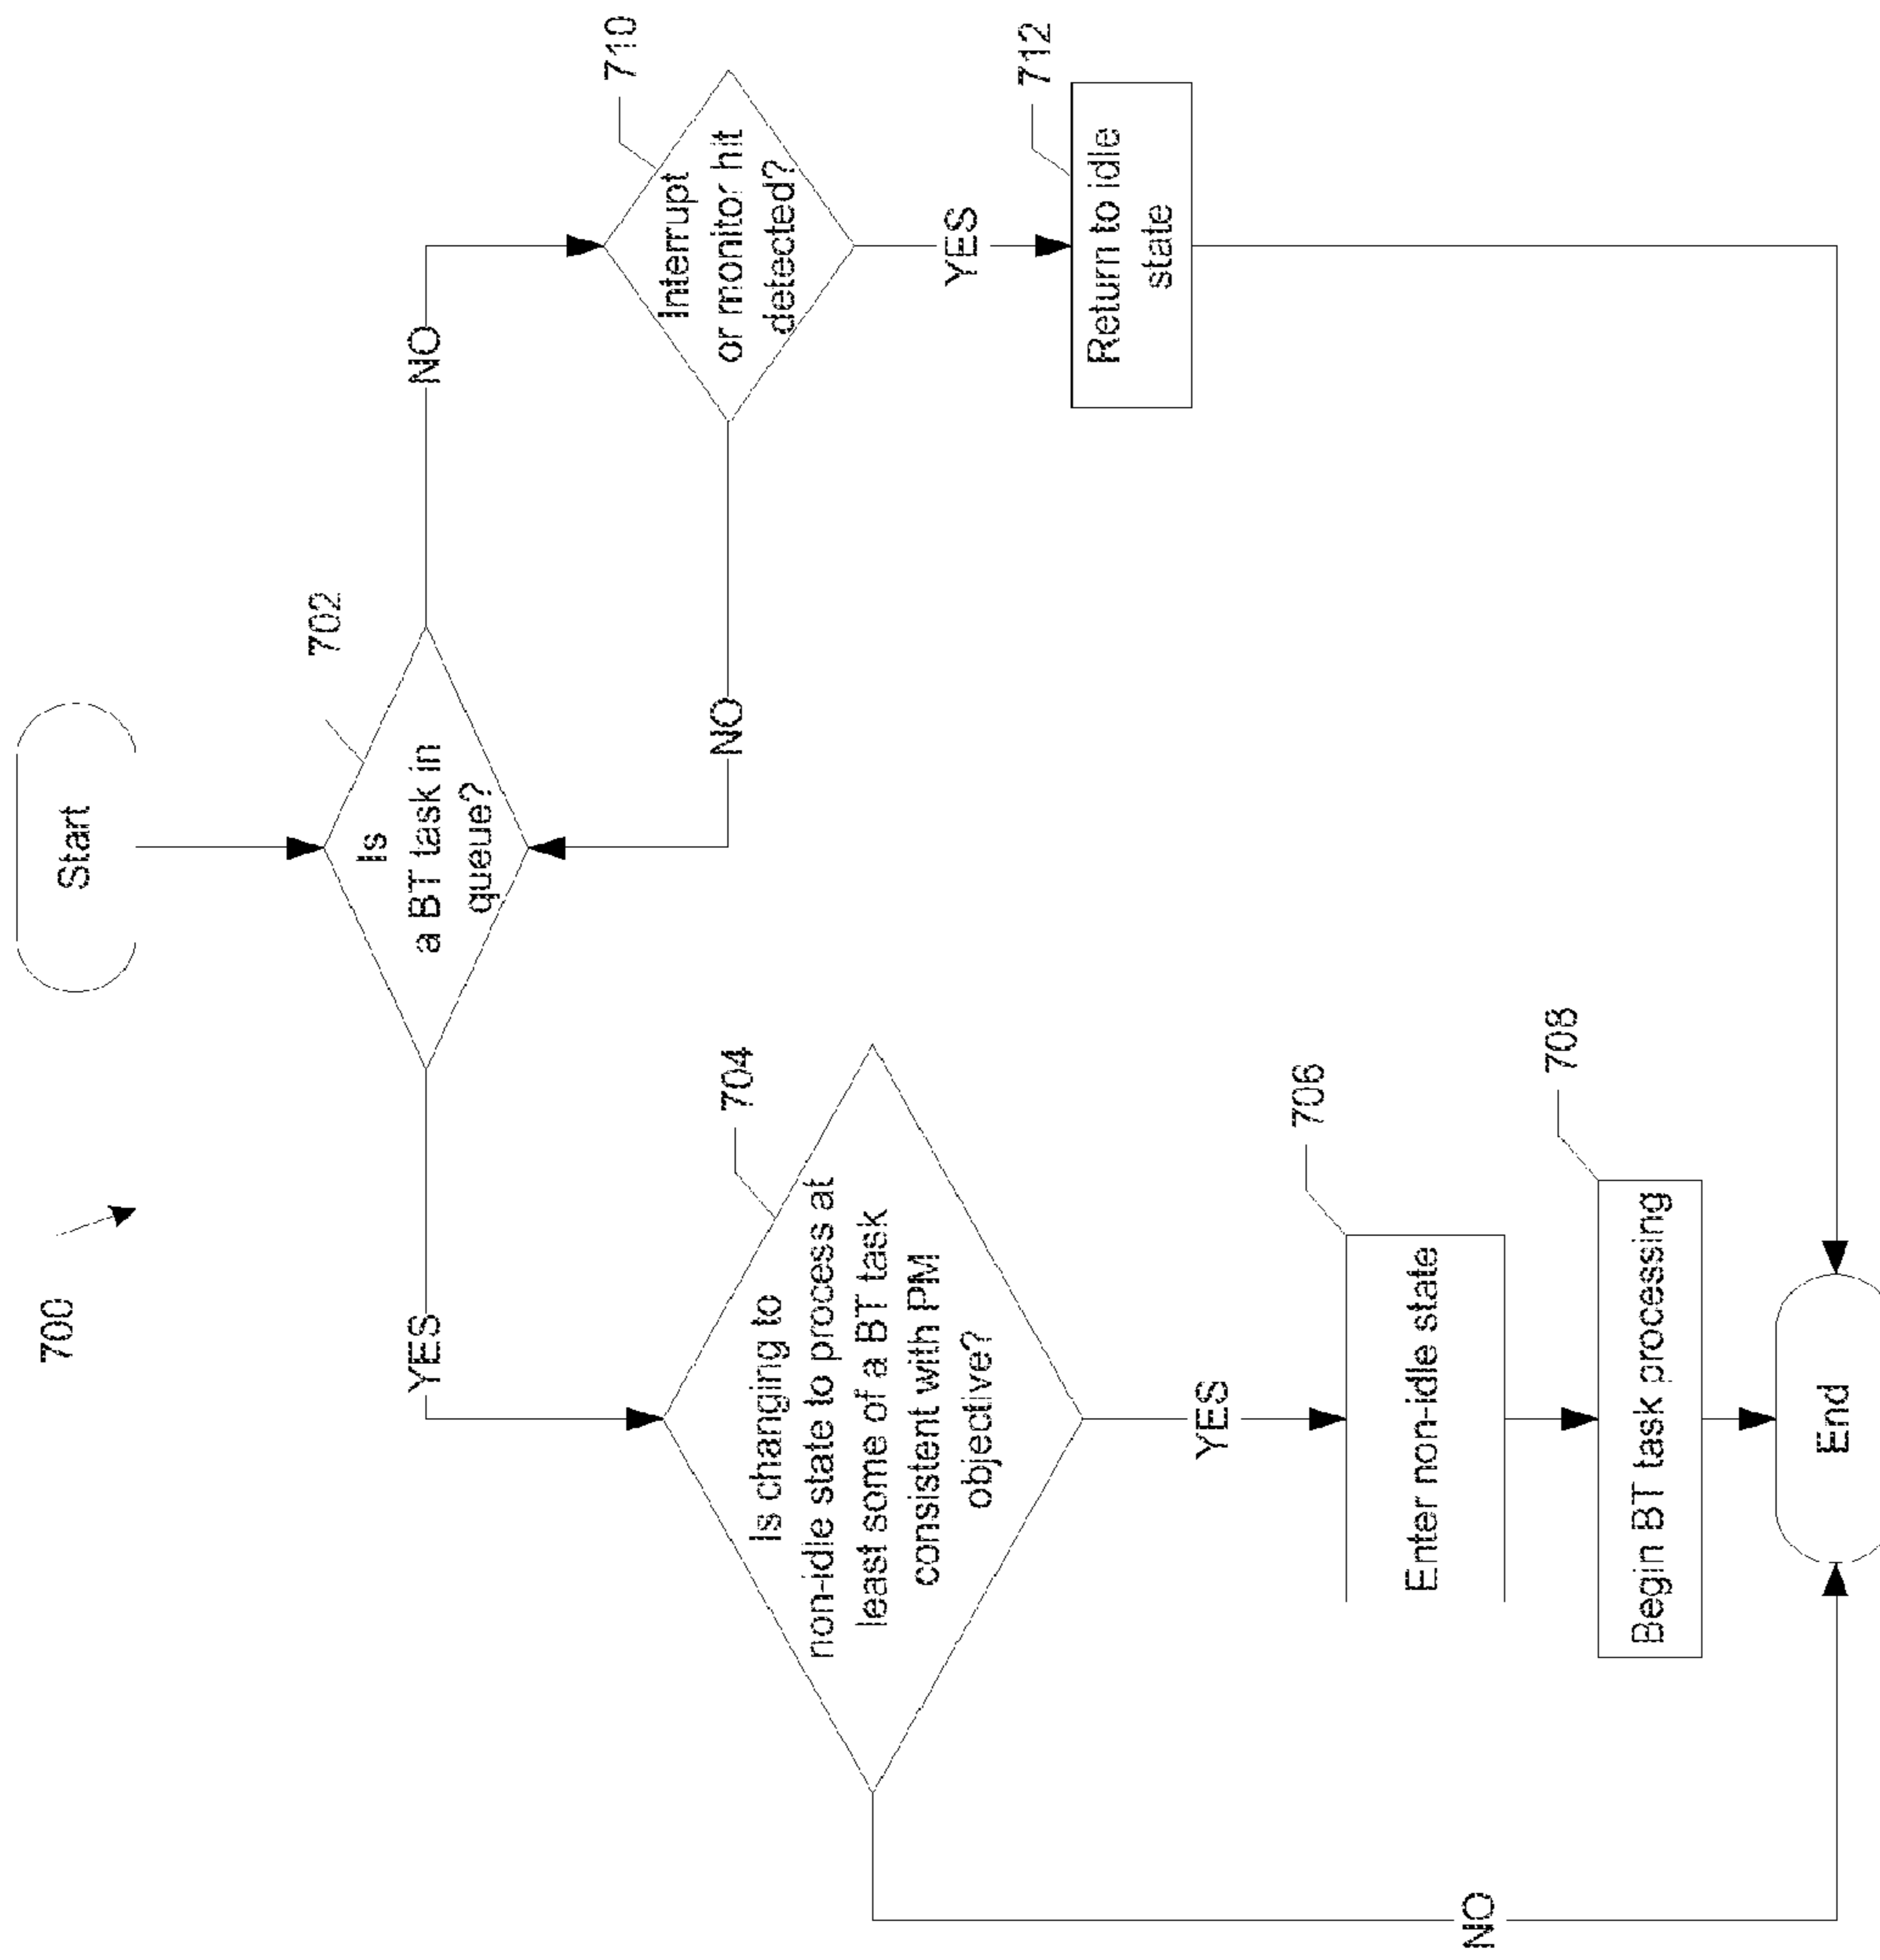 700
Start
702
Is
a BT task in
queue?
YES
NO
704
Is changing to
non-idle state to process at
least some of a BT task
consistent with PM
objective?
710
Interrupt
or monitor hit
detected?
NO
YES
YES
NO
712
Return to idle
state
706
Enter non-idle state
708
Begin BT task processing
End